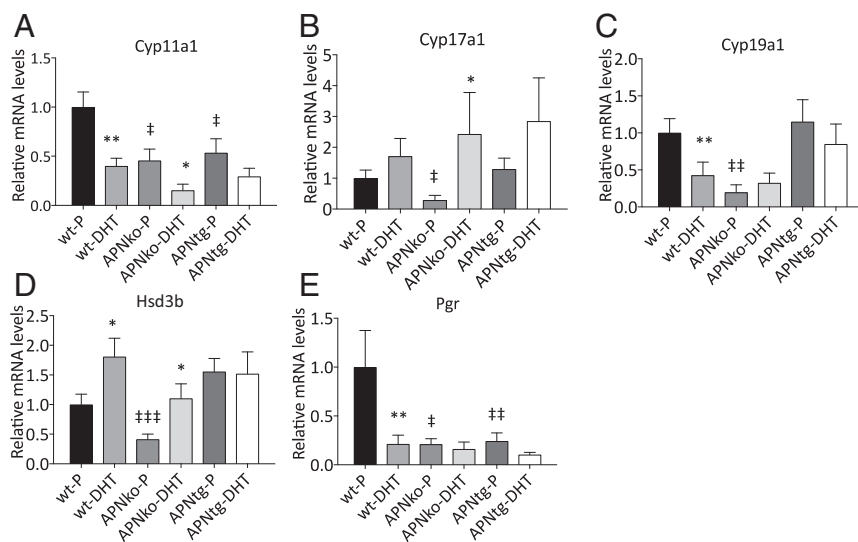 A
Cyp11a1
Relative mRNA levels
1.5
1.0
0.5
0.0
**
‡
*
‡
wt-P
wt-DHT
APNko-P
APNko-DHT
APNtg-P
APNtg-DHT
B
Cyp17a1
Relative mRNA levels
5
4
3
2
1
0
‡
*
wt-P
wt-DHT
APNko-P
APNko-DHT
APNtg-P
APNtg-DHT
C
Cyp19a1
Relative mRNA levels
2.0
1.5
1.0
0.5
0.0
**
‡‡
wt-P
wt-DHT
APNko-P
APNko-DHT
APNtg-P
APNtg-DHT
D
Hsd3b
Relative mRNA levels
2.5
2.0
1.5
1.0
0.5
0.0
*
‡‡‡
*
wt-P
wt-DHT
APNko-P
APNko-DHT
APNtg-P
APNtg-DHT
E
Pgr
Relative mRNA levels
1.5
1.0
0.5
0.0
**
‡
‡‡
wt-P
wt-DHT
APNko-P
APNko-DHT
APNtg-P
APNtg-DHT